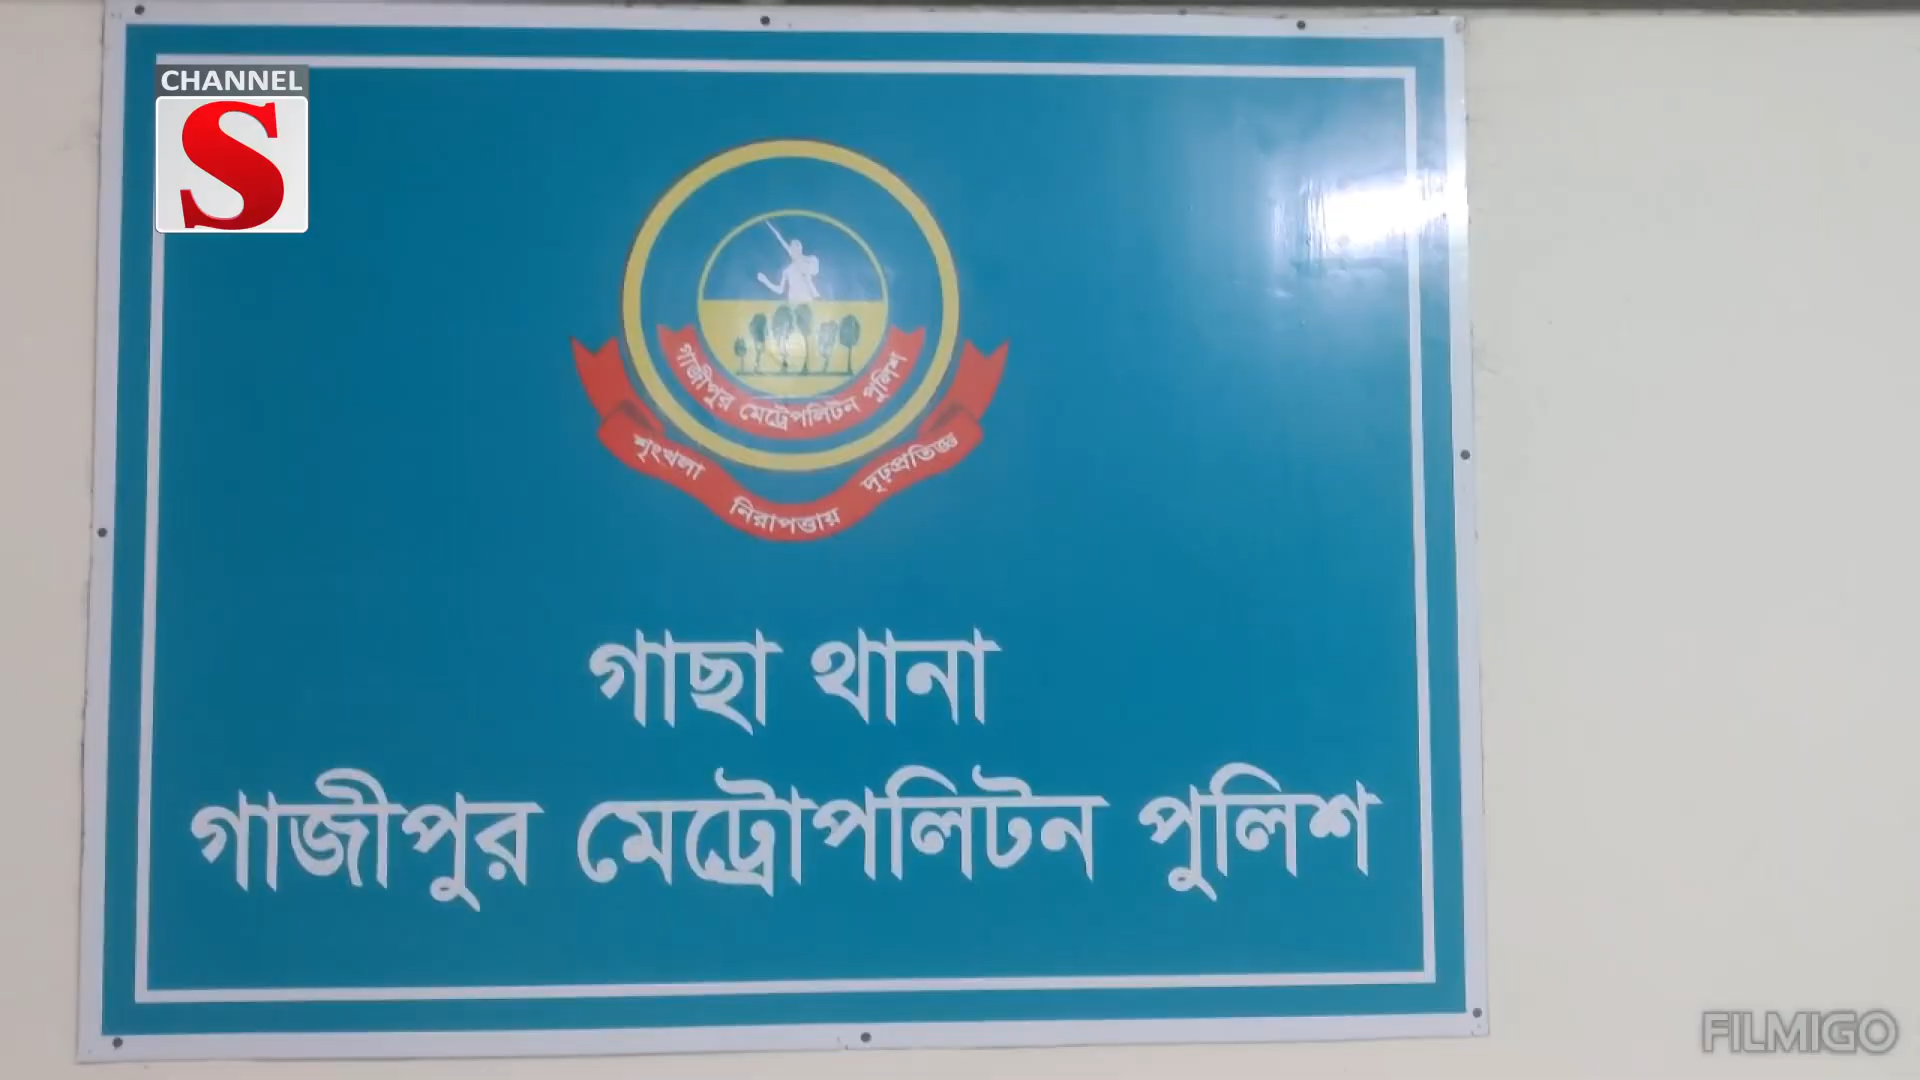 CHANNEL
S
গাজীপুর মেট্রোপলিটন পুলিশ
শৃংখলা নিরাপত্তায় দৃঢ়প্রতিজ্ঞ
গাছা থানা
গাজীপুর মেট্রোপলিটন পুলিশ
FILMIGO